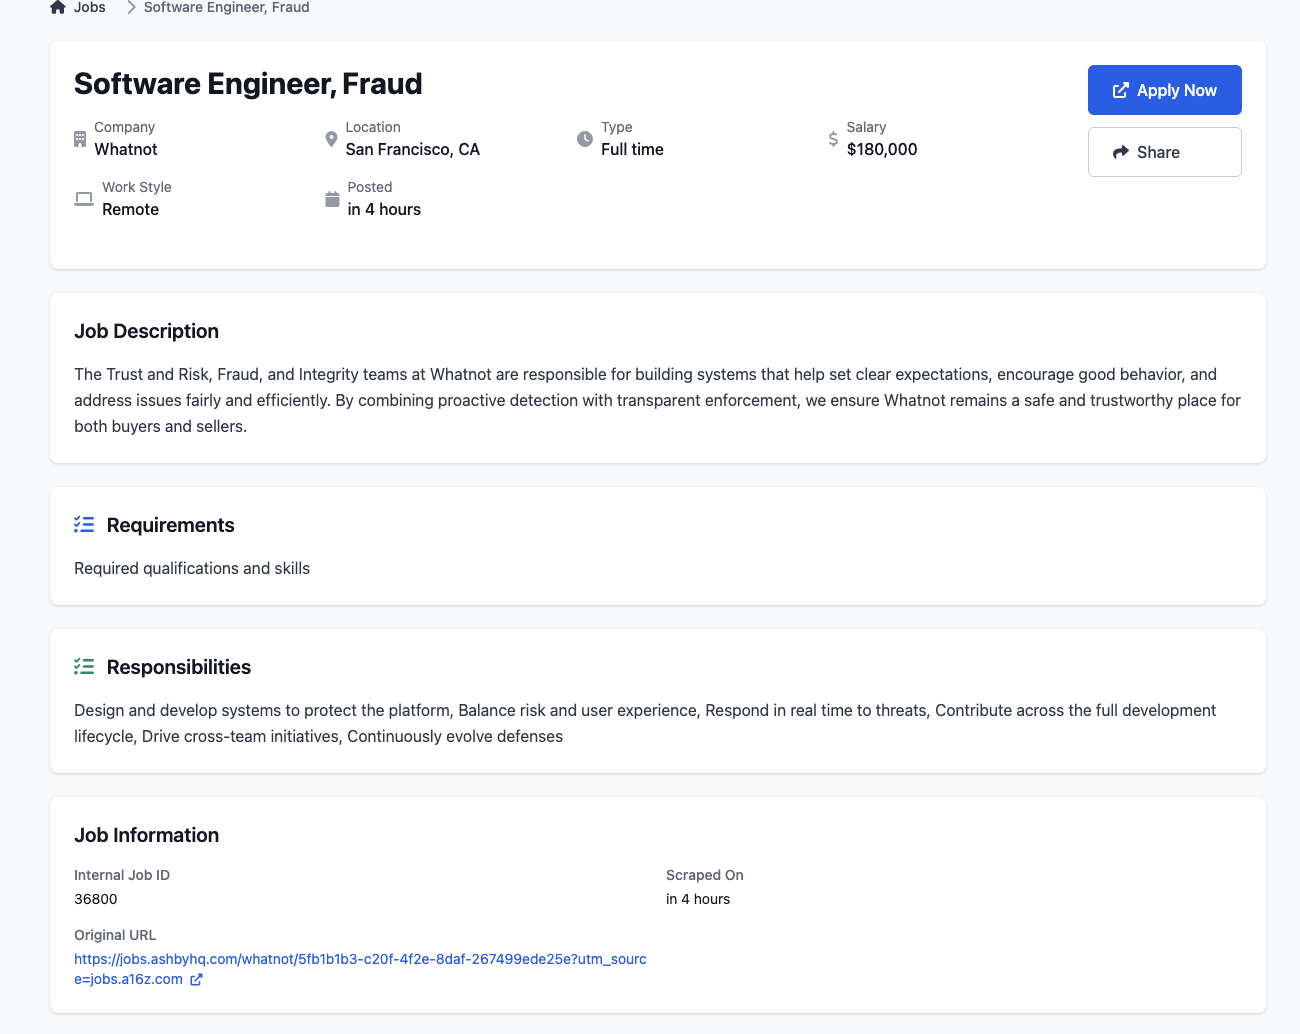 Jobs
Software Engineer, Fraud
Software Engineer, Fraud
Apply Now
Share
Company
Whatnot
Location
San Francisco, CA
Type
Full time
Salary
$180,000
Work Style
Remote
Posted
in 4 hours
Job Description
The Trust and Risk, Fraud, and Integrity teams at Whatnot are responsible for building systems that help set clear expectations, encourage good behavior, and
address issues fairly and efficiently. By combining proactive detection with transparent enforcement, we ensure Whatnot remains a safe and trustworthy place for
both buyers and sellers.
Requirements
Required qualifications and skills
Responsibilities
Design and develop systems to protect the platform, Balance risk and user experience, Respond in real time to threats, Contribute across the full development
lifecycle, Drive cross-team initiatives, Continuously evolve defenses
Job Information
Internal Job ID
36800
Scraped On
in 4 hours
Original URL
https://jobs.ashbyhq.com/whatnot/5fb1b1b3-c20f-4f2e-8daf-267499ede25e?utm_sourc
e=jobs.a16z.com